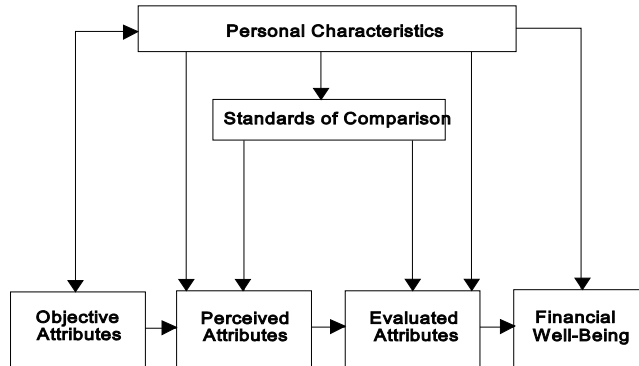 Personal Characteristics
Standards of Comparison
Objective
Attributes
Perceived
Attributes
Evaluated
Attributes
Financial
Well-Being